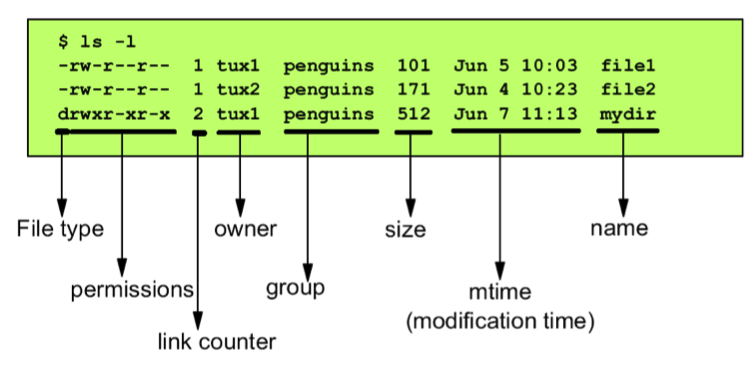 $ ls -l
-rw-r--r-- 1 tux1 penguins 101 Jun 5 10:03 file1
-rw-r--r-- 1 tux2 penguins 171 Jun 4 10:23 file2
drwxr-xr-x 2 tux1 penguins 512 Jun 7 11:13 mydir
File type owner size name
permissions group mtime
(modification time)
link counter